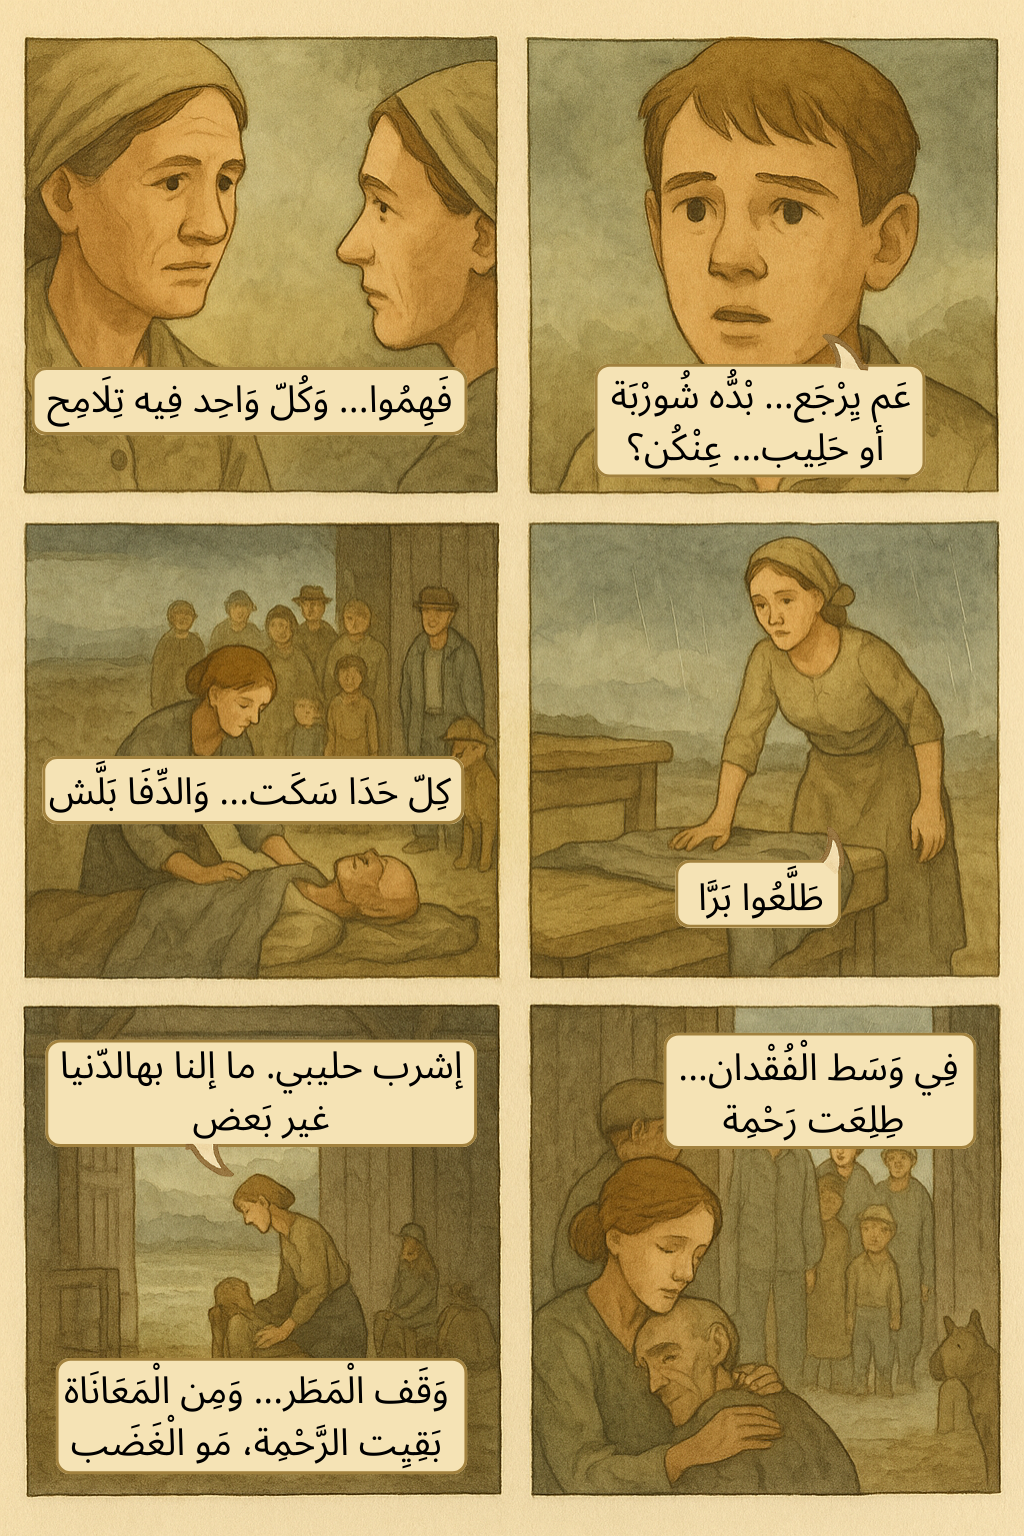 عَم يِرْجَع... بْدُّه شُورْبَة
أو حَلِيب... عِنْكُن؟
فَهِمُوا... وَكُلّ وَاحِد فِيه تِلَامِح
طَلَّعُوا بَرَّا
كِلّ حَدَا سَكَت... وَالدِّفَا بَلَّش
فِي وَسَط الْفُقْدان...
طِلِعَت رَحْمِة
إشرب حليبي. ما إلنا بهالدّنيا
غير بَعض
وَقَف الْمَطَر... وَمِن الْمَعَانَاة
بَقِيِت الرَّحْمِة، مَو الْغَضَب